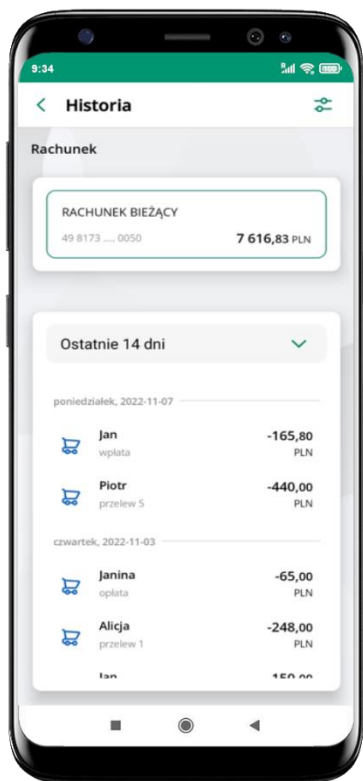 9:34
Historia
Rachunek
RACHUNEK BIEŻĄCY
49 8173 .... 0050 7 616,83 PLN
Ostatnie 14 dni
poniedziałek, 2022-11-07
Jan -165,80
wpłata PLN
Piotr -440,00
przelew 5 PLN
czwartek, 2022-11-03
Janina -65,00
opłata PLN
Alicja -248,00
przelew 1 PLN